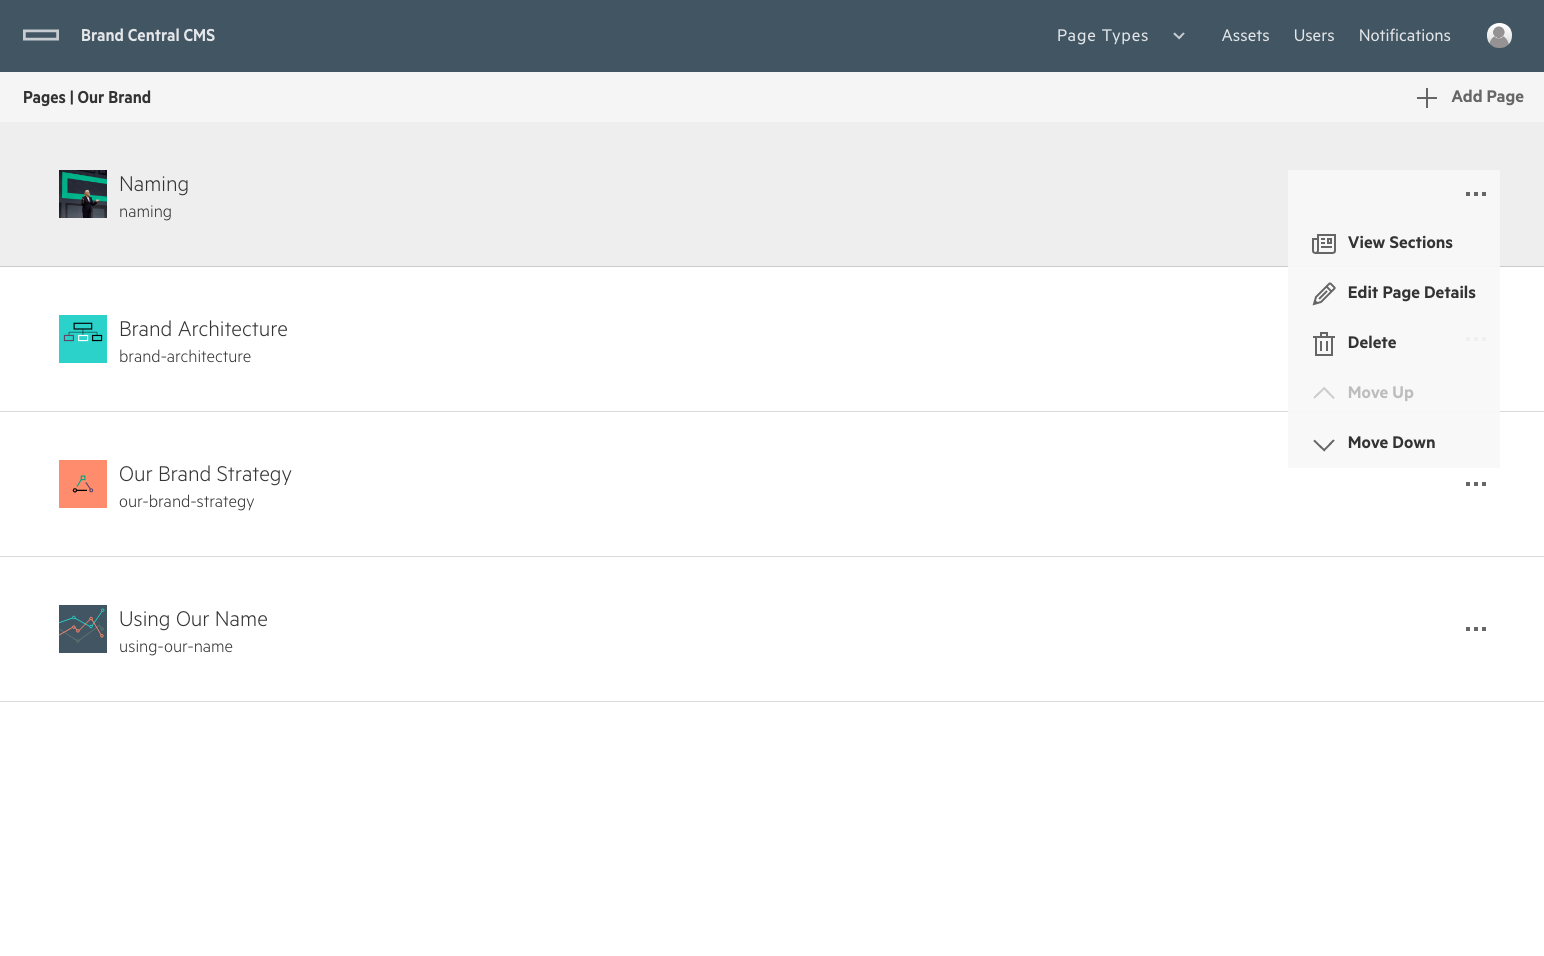 Brand Central CMS
Page Types
Assets
Users
Notifications
Pages | Our Brand
Add Page
Naming
naming
View Sections
Edit Page Details
Delete
Move Up
Move Down
Brand Architecture
brand-architecture
Our Brand Strategy
our-brand-strategy
Using Our Name
using-our-name